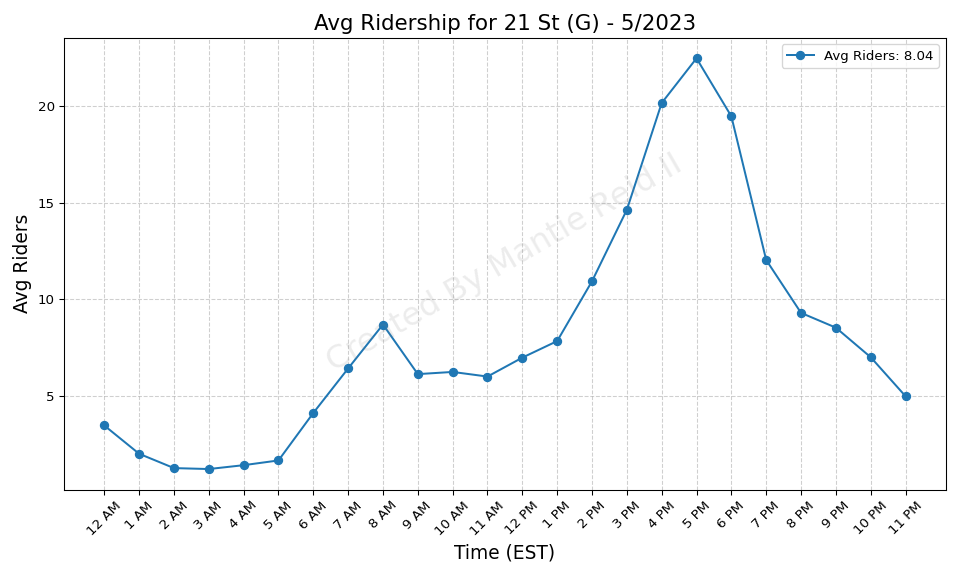 Avg Ridership for 21 St (G) - 5/2023
Avg Riders: 8.04
Avg Riders
20
15
10
5
Created By Mantie Reid II
12 AM
1 AM
2 AM
3 AM
4 AM
5 AM
6 AM
7 AM
8 AM
9 AM
10 AM
11 AM
12 PM
1 PM
2 PM
3 PM
4 PM
5 PM
6 PM
7 PM
8 PM
9 PM
10 PM
11 PM
Time (EST)